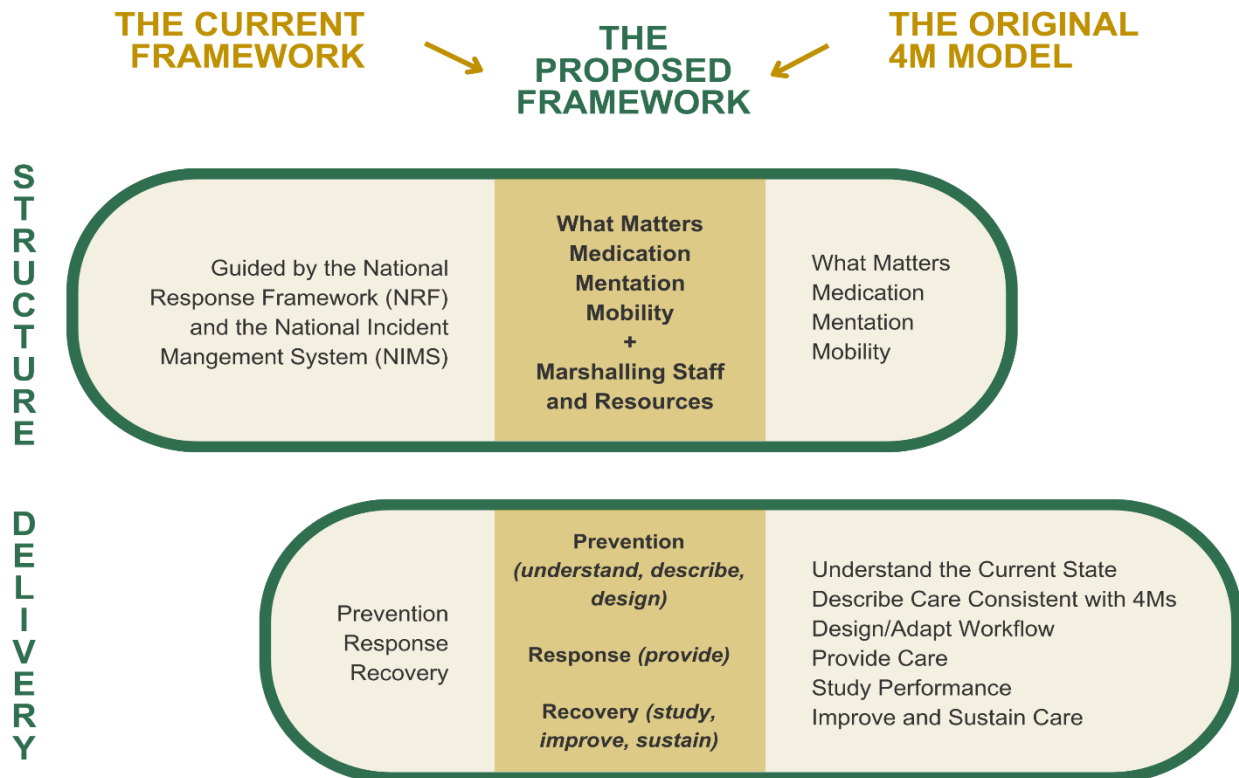 THE CURRENT
FRAMEWORK
THE
PROPOSED
FRAMEWORK
THE ORIGINAL
4M MODEL
STRUCTURE
Guided by the National
Response Framework (NRF)
and the National Incident
Mangement System (NIMS)
What Matters
Medication
Mentation
Mobility
+
Marshalling Staff
and Resources
What Matters
Medication
Mentation
Mobility
DELIVERY
Prevention
Response
Recovery
Prevention
(understand, describe,
design)
Response (provide)
Recovery (study,
improve, sustain)
Understand the Current State
Describe Care Consistent with 4Ms
Design/Adapt Workflow
Provide Care
Study Performance
Improve and Sustain Care